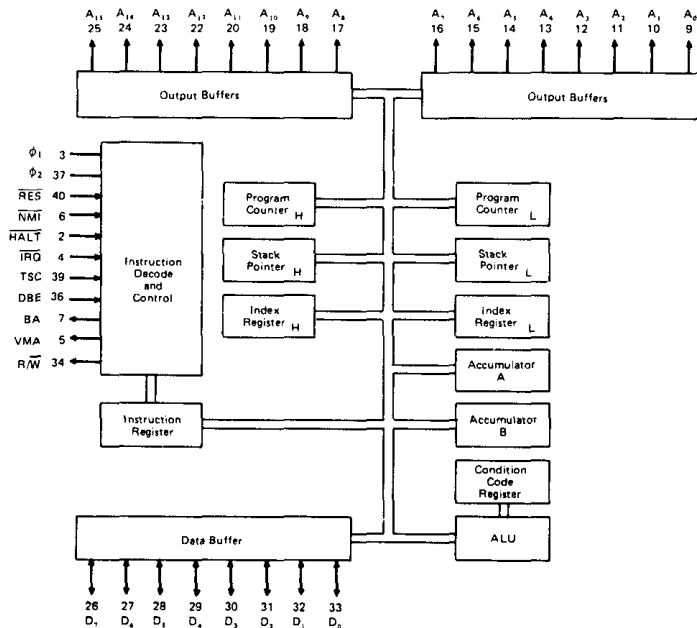 A₁₅ A₁₄ A₁₃ A₁₂ A₁₁ A₁₀ A₉ A₈ A₇ A₆ A₅ A₄ A₃ A₂ A₁ A₀
25 24 23 22 20 19 18 17 16 15 14 13 12 11 10 9
Output Buffers
Output Buffers
ϕ₁ 3
ϕ₂ 37
R̅E̅S̅ 40
N̅M̅I̅ 6
H̅A̅L̅T̅ 2
I̅R̅Q̅ 4
TSC 39
DBE 36
BA 7
VMA 5
R/W̅ 34
Instruction
Decode
and
Control
Program
Counter H
Program
Counter L
Stack
Pointer H
Stack
Pointer L
Index
Register H
Index
Register L
Accumulator
A
Instruction
Register
Accumulator
B
Condition
Code
Register
Data Buffer
ALU
26 27 28 29 30 31 32 33
D₇ D₆ D₅ D₄ D₃ D₂ D₁ D₀